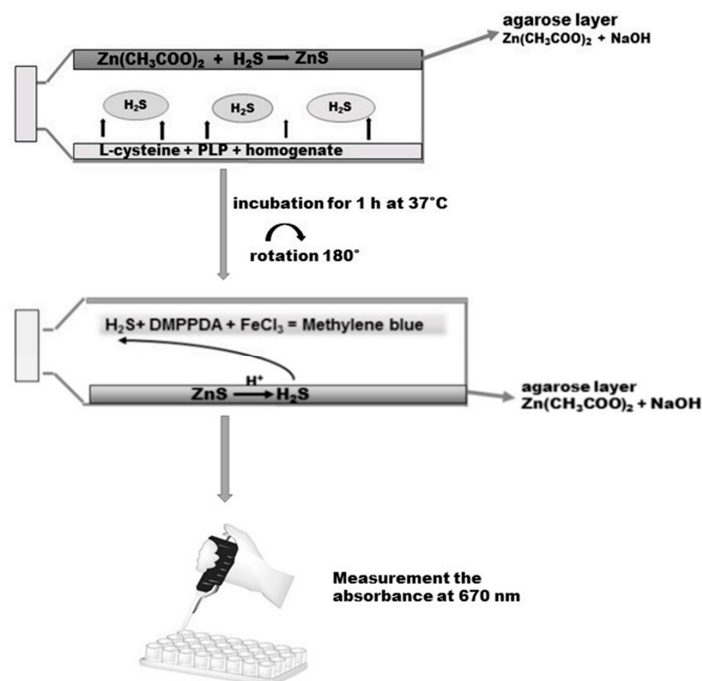 agarose layer
Zn(CH₃COO)₂ + NaOH
Zn(CH₃COO)₂ + H₂S → ZnS
H₂S
H₂S
H₂S
L-cysteine + PLP + homogenate
incubation for 1 h at 37°C
rotation 180°
H₂S+ DMPPDA + FeCl₃ = Methylene blue
H⁺
ZnS → H₂S
agarose layer
Zn(CH₃COO)₂ + NaOH
Measurement the
absorbance at 670 nm